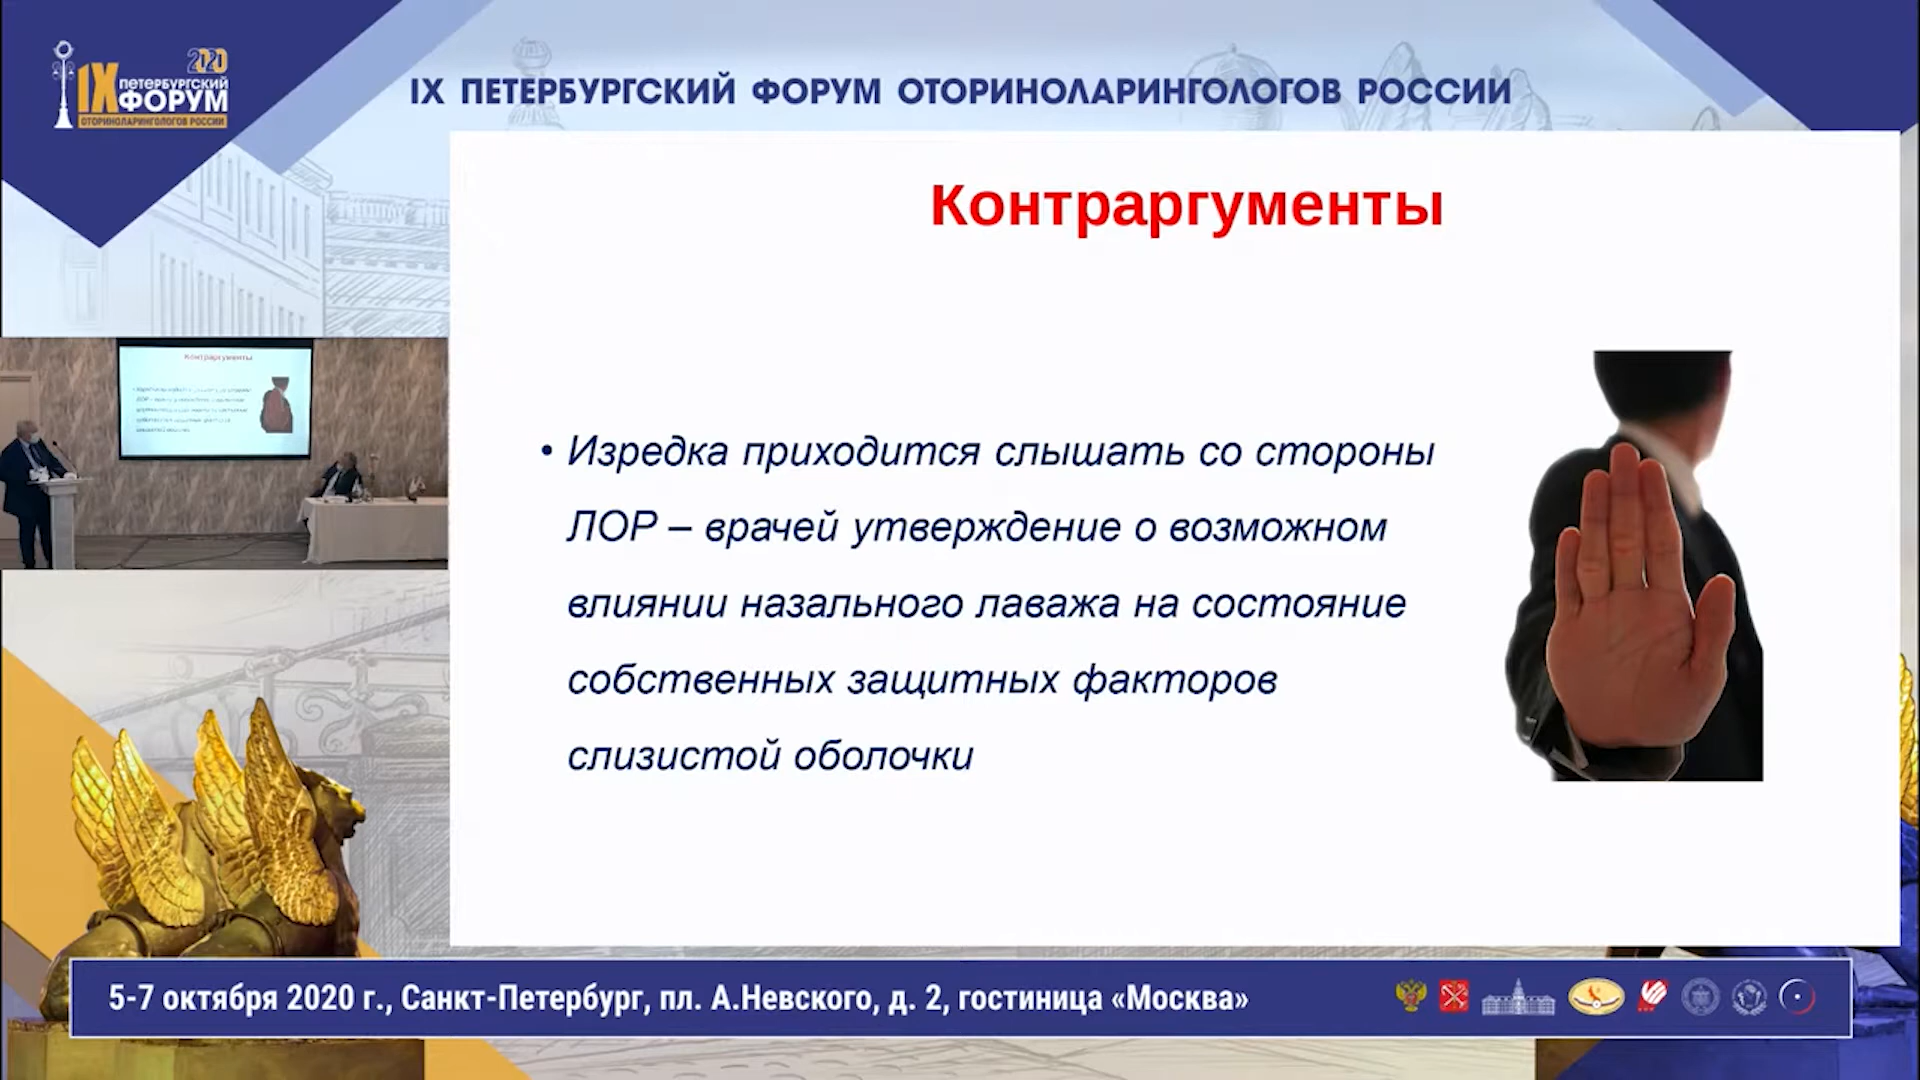 2020
IX ПЕТЕРБУРГСКИЙ
ФОРУМ
ОТОРИНОЛАРИНГОЛОГОВ РОССИИ
IX ПЕТЕРБУРГСКИЙ ФОРУМ ОТОРИНОЛАРИНГОЛОГОВ РОССИИ
Контраргументы
• Изредка приходится слышать со стороны
ЛОР – врачей утверждение о возможном
влиянии назального лаважа на состояние
собственных защитных факторов
слизистой оболочки
Контраргументы
5-7 октября 2020 г., Санкт-Петербург, пл. А.Невского, д. 2, гостиница «Москва»